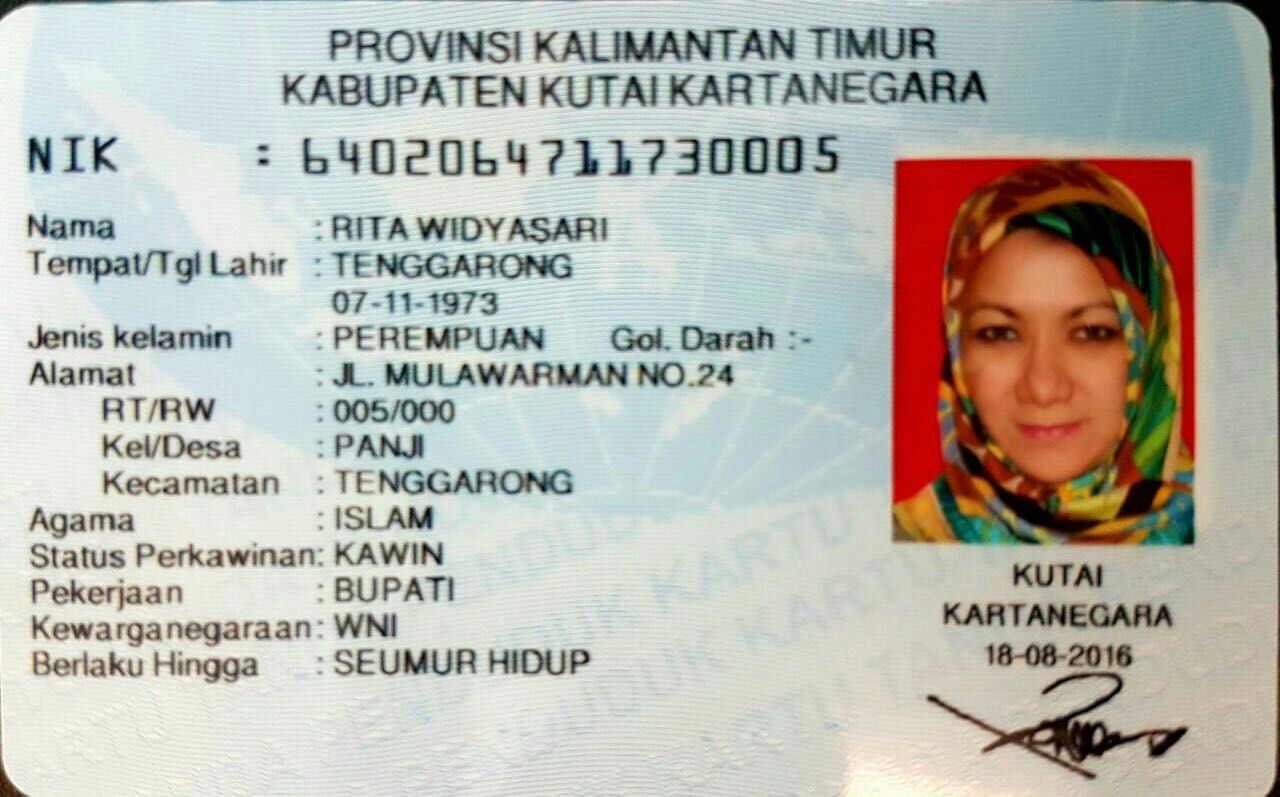 PROVINSI KALIMANTAN TIMUR
KABUPATEN KUTAI KARTANEGARA
NIK : 6402064711730005
Nama : RITA WIDYASARI
Tempat/Tgl Lahir : TENGGARONG
07-11-1973
Jenis kelamin : PEREMPUAN Gol. Darah :-
Alamat : JL. MULAWARMAN NO.24
RT/RW : 005/000
Kel/Desa : PANJI
Kecamatan : TENGGARONG
Agama : ISLAM
Status Perkawinan: KAWIN
Pekerjaan : BUPATI
Kewarganegaraan: WNI
Berlaku Hingga : SEUMUR HIDUP
KUTAI
KARTANEGARA
18-08-2016